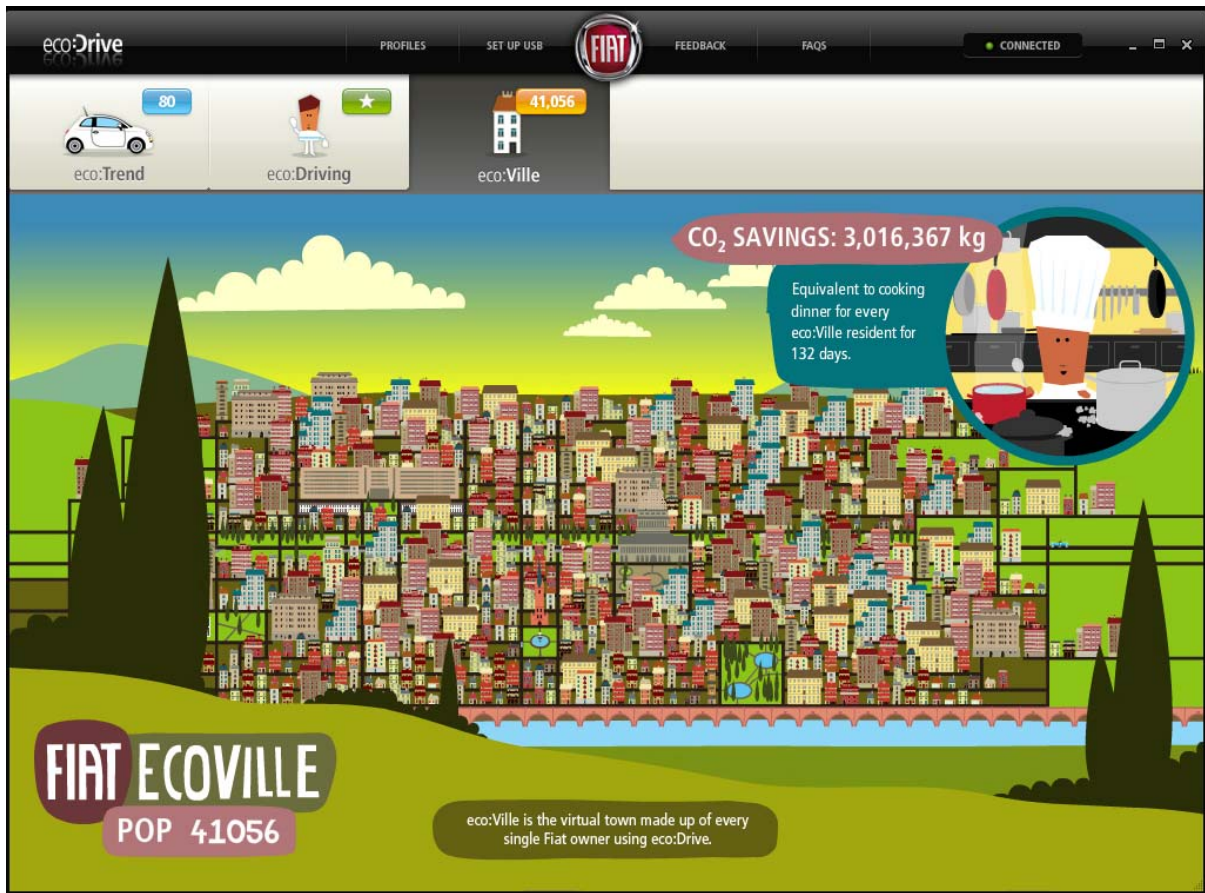 eco:Drive
PROFILES
SET UP USB
FIAT
FEEDBACK
FAQS
CONNECTED
80
eco:Trend
eco:Driving
41,056
eco:Ville
CO₂ SAVINGS: 3,016,367 kg
Equivalent to cooking
dinner for every
eco:Ville resident for
132 days.
FIAT ECOVILLE
POP 41056
eco:Ville is the virtual town made up of every
single Fiat owner using eco:Drive.